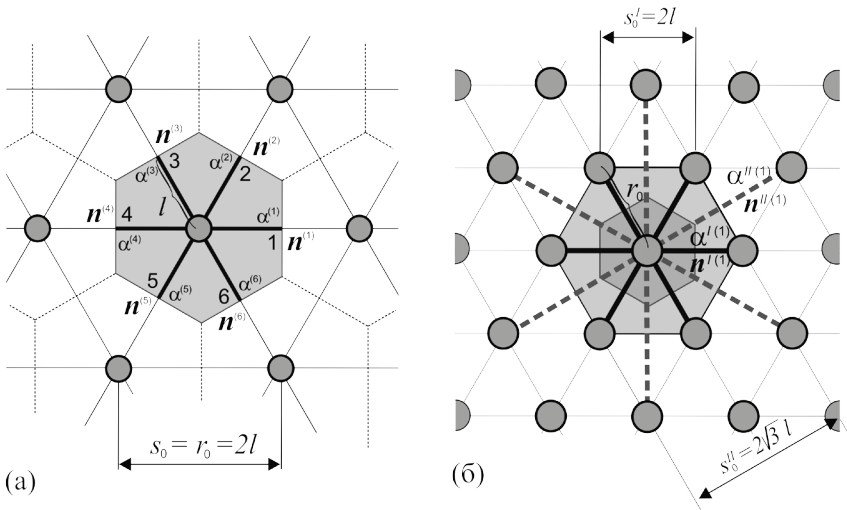 n⁽³⁾
n⁽²⁾
α⁽³⁾
3
α⁽²⁾
2
l
n⁽⁴⁾
4
α⁽⁴⁾
α⁽¹⁾
1
n⁽¹⁾
5
α⁽⁵⁾
n⁽⁵⁾
α⁽⁶⁾
6
n⁽⁶⁾
s₀ = r₀ = 2l
(а)
s₀ᴵ=2l
r₀
αᴵᴵ⁽¹⁾
nᴵᴵ⁽¹⁾
αᴵ⁽¹⁾
nᴵ⁽¹⁾
s₀ᴵᴵ=2√3 l
(б)